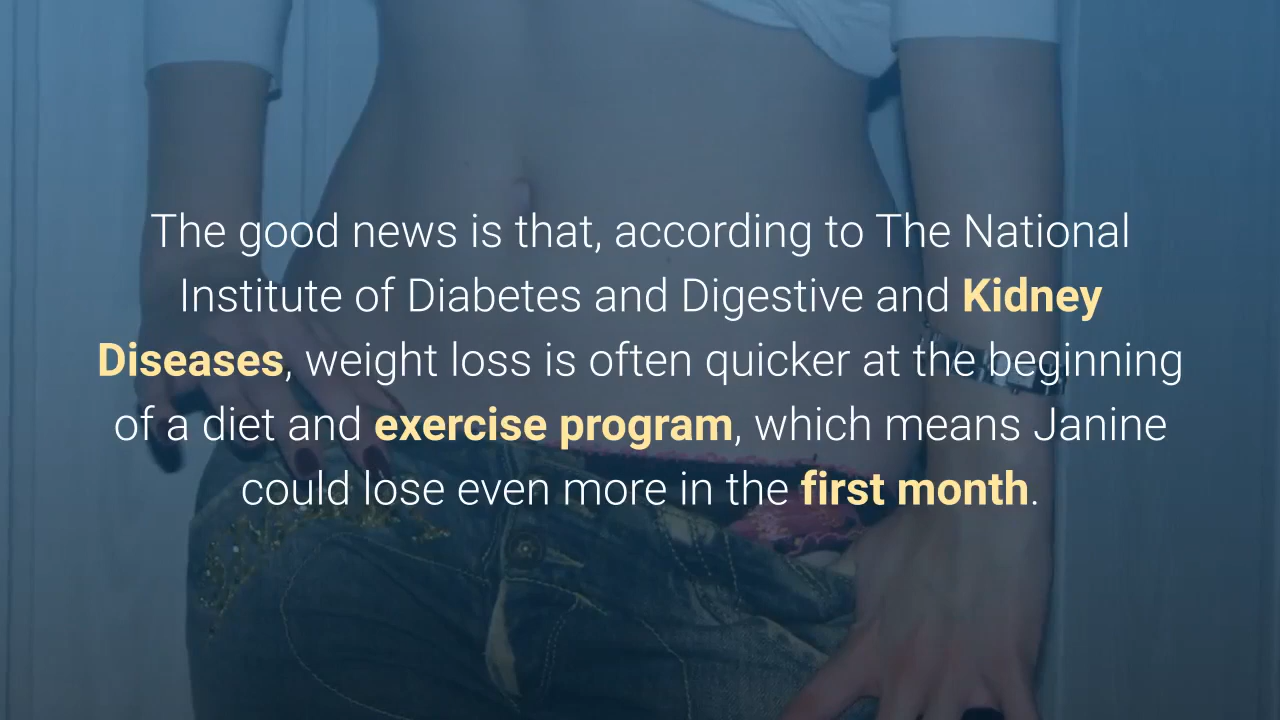 The good news is that, according to The National
Institute of Diabetes and Digestive and Kidney
Diseases, weight loss is often quicker at the beginning
of a diet and exercise program, which means Janine
could lose even more in the first month.